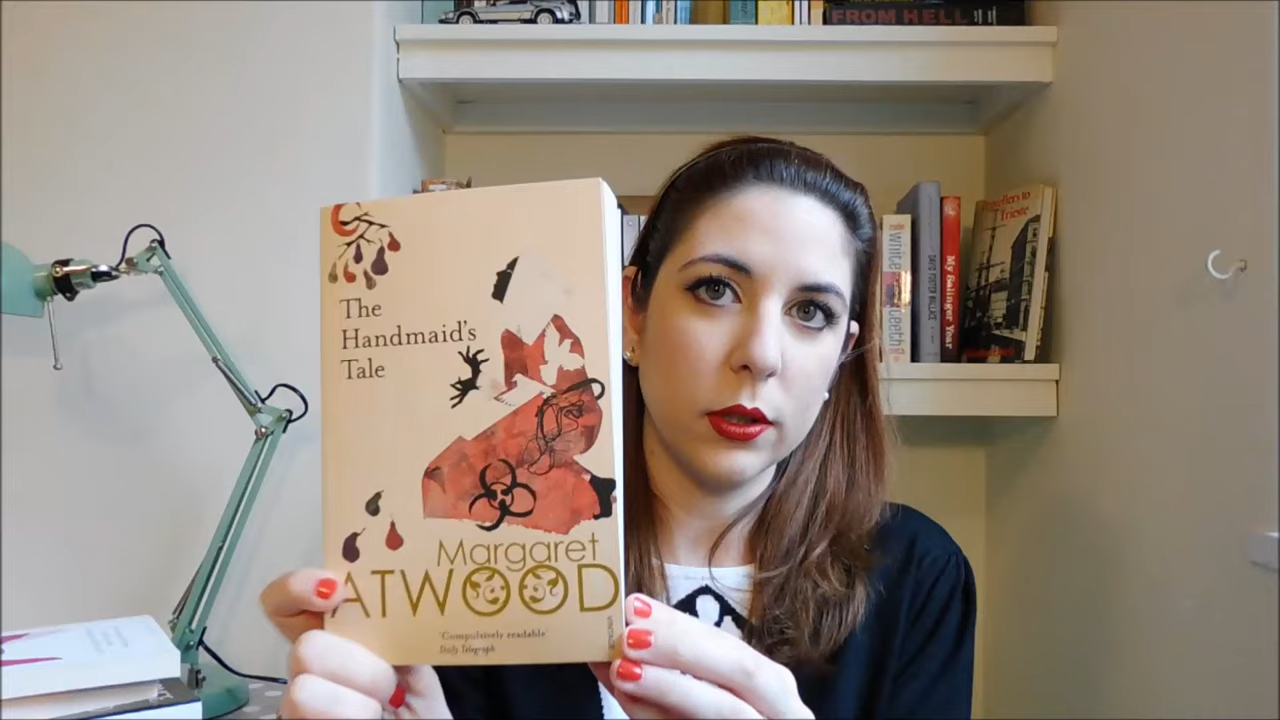 FROM HELL
The
Handmaid's
Tale
Margaret
ATWOOD
'Compulsively readable'
Daily Telegraph
VINTAGE
white teeth
DAVID FOSTER WALLACE
My Salinger Year
Travellers to
Trieste